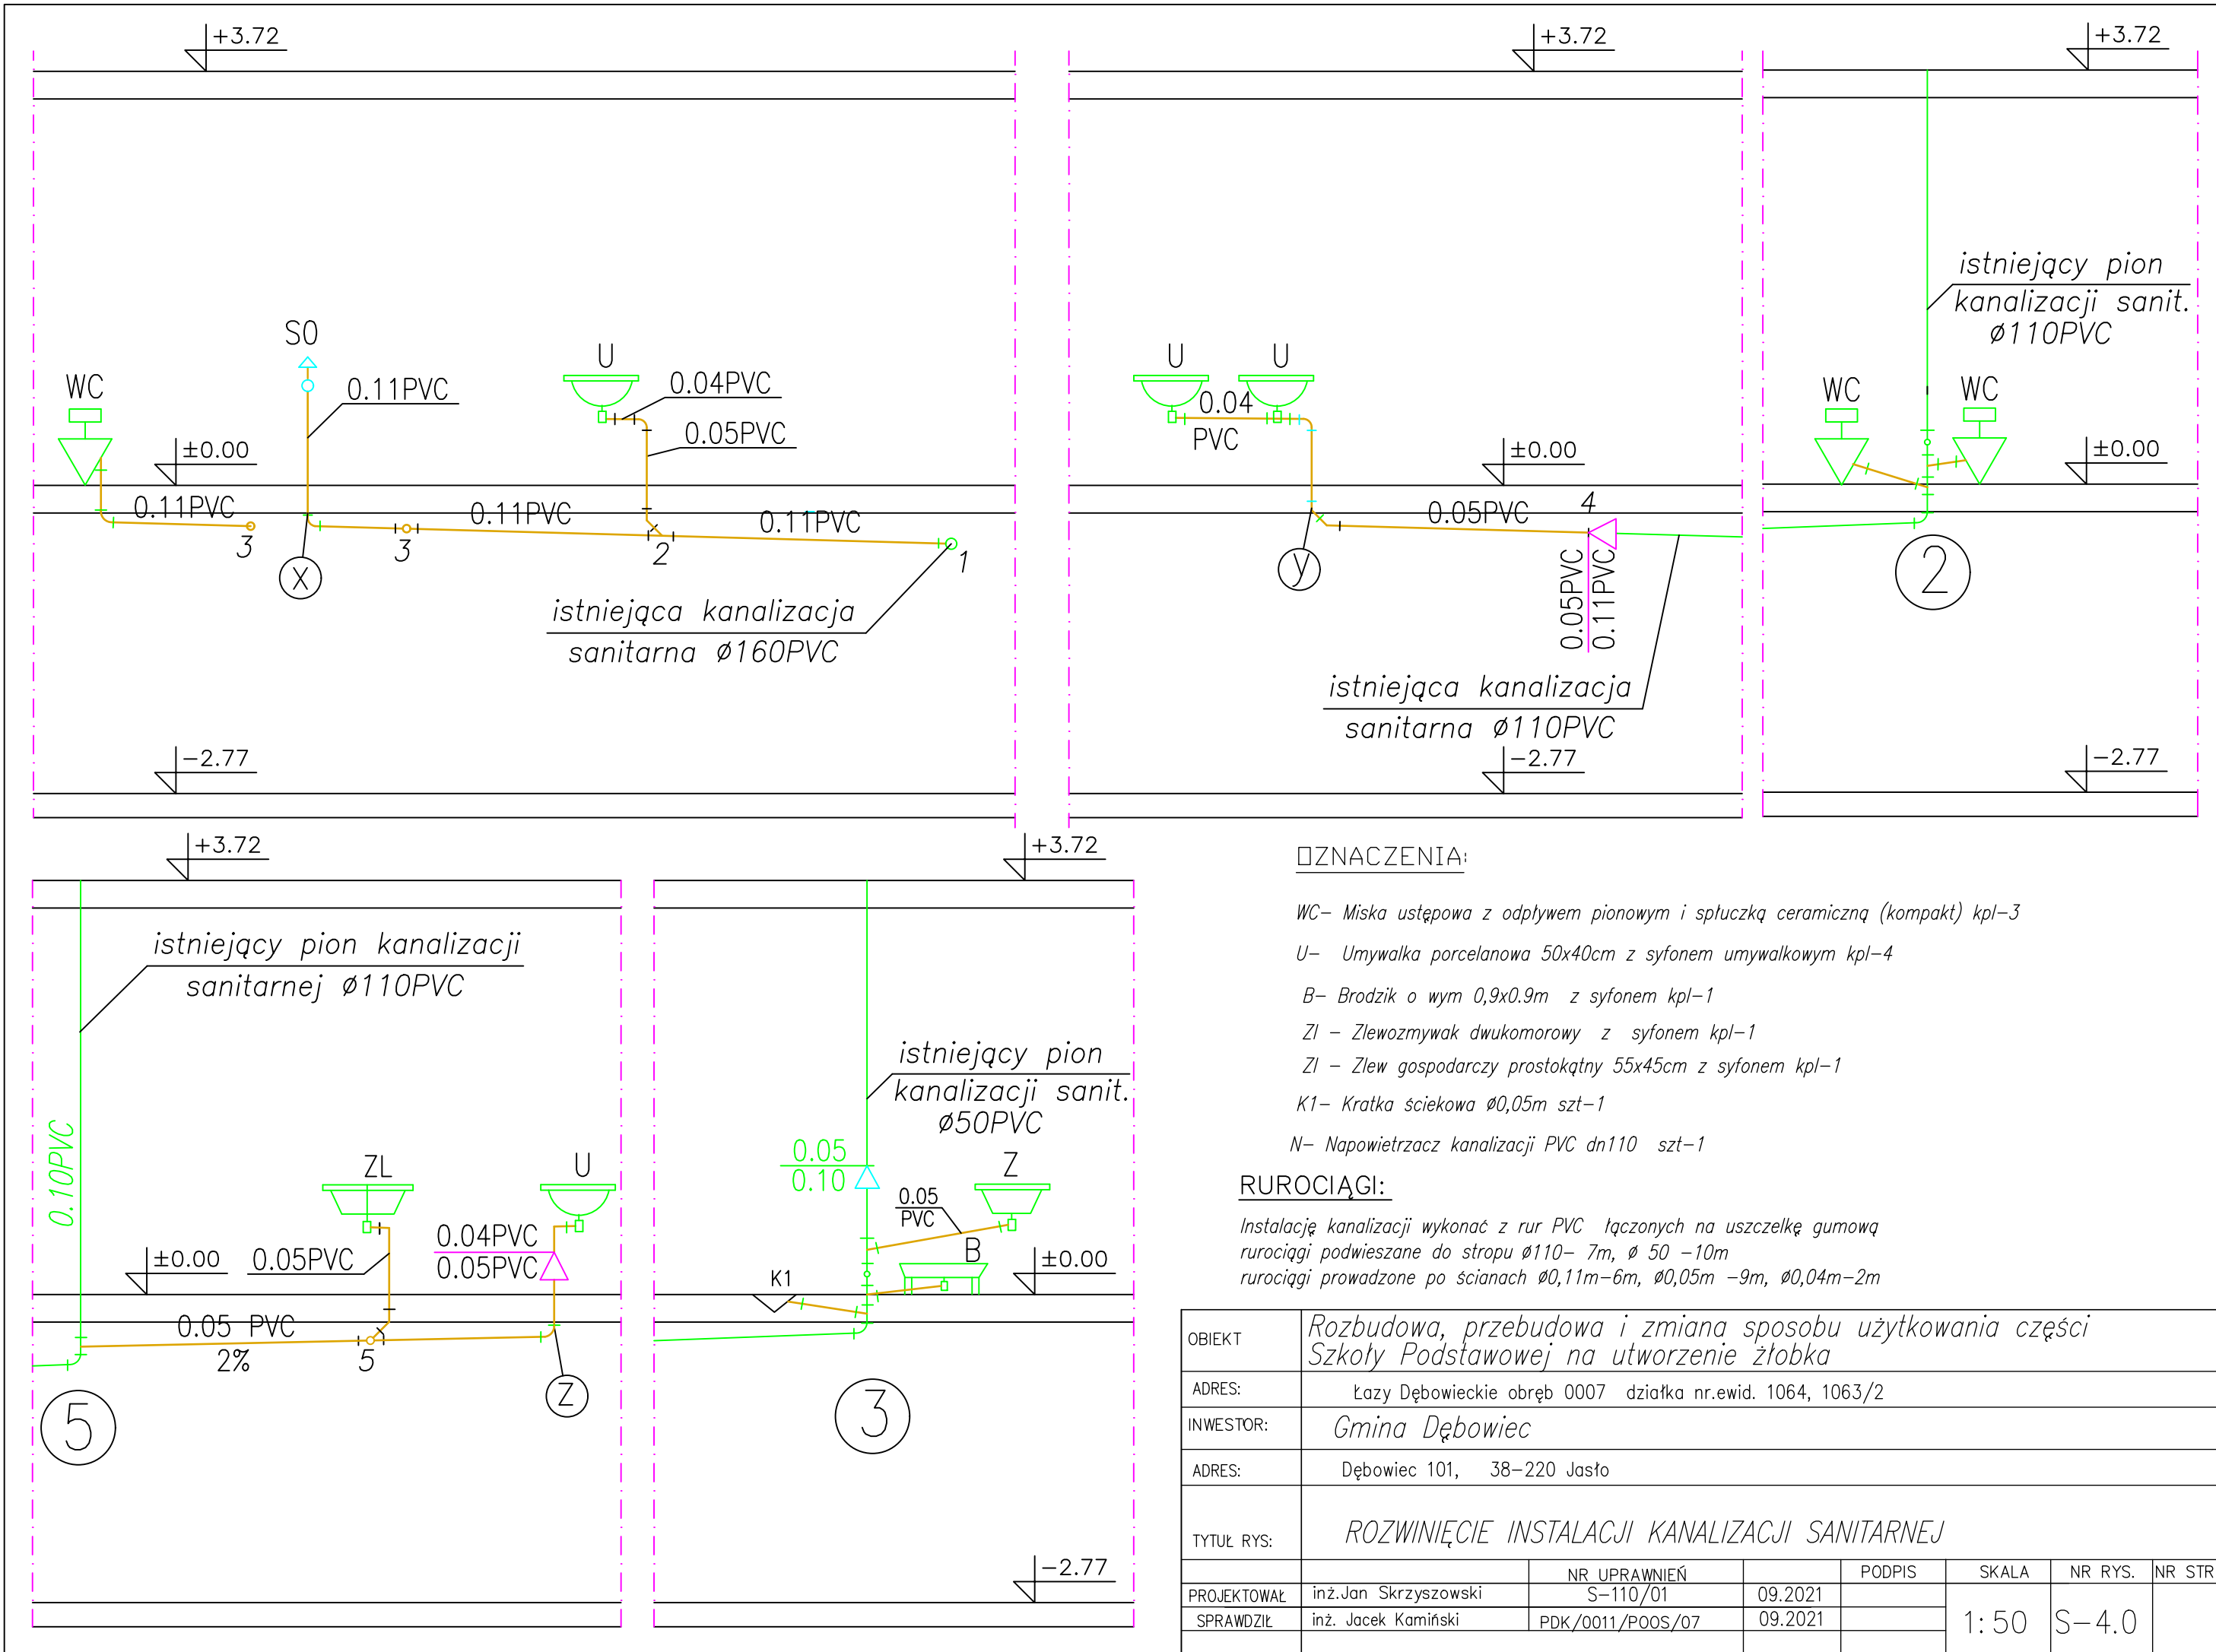 +3.72
+3.72
+3.72
istniejący pion
kanalizacji sanit.
ø110PVC
S0
WC
0.11PVC
U
0.04PVC
0.05PVC
±0.00
0.11PVC
0.11PVC
0.11PVC
3
3
2
1
X
istniejąca kanalizacja
sanitarna ø160PVC
-2.77
U
U
0.04
PVC
±0.00
0.05PVC
4
y
0.05PVC
0.11PVC
istniejąca kanalizacja
sanitarna ø110PVC
-2.77
WC
WC
±0.00
2
-2.77
+3.72
istniejący pion kanalizacji
sanitarnej ø110PVC
0.10PVC
ZL
U
0.04PVC
0.05PVC
±0.00
0.05PVC
0.05 PVC
2%
5
Z
5
+3.72
istniejący pion
kanalizacji sanit.
ø50PVC
0.05
0.10
Z
0.05
PVC
B
K1
±0.00
3
-2.77
OZNACZENIA:
WC- Miska ustępowa z odpływem pionowym i spłuczką ceramiczną (kompakt) kpl-3
U- Umywalka porcelanowa 50x40cm z syfonem umywalkowym kpl-4
B- Brodzik o wym 0,9x0.9m z syfonem kpl-1
Zl - Zlewozmywak dwukomorowy z syfonem kpl-1
Zl - Zlew gospodarczy prostokątny 55x45cm z syfonem kpl-1
K1- Kratka ściekowa ø0,05m szt-1
N- Napowietrzacz kanalizacji PVC dn110 szt-1
RUROCIĄGI:
Instalację kanalizacji wykonać z rur PVC łączonych na uszczelkę gumową
rurociągi podwieszane do stropu ø110- 7m, ø 50 -10m
rurociągi prowadzone po ścianach ø0,11m-6m, ø0,05m -9m, ø0,04m-2m
OBIEKT Rozbudowa, przebudowa i zmiana sposobu użytkowania części
Szkoły Podstawowej na utworzenie żłobka
ADRES: Łazy Dębowieckie obręb 0007 działka nr.ewid. 1064, 1063/2
INWESTOR: Gmina Dębowiec
ADRES: Dębowiec 101, 38-220 Jasło
TYTUŁ RYS: ROZWINIĘCIE INSTALACJI KANALIZACJI SANITARNEJ
NR UPRAWNIEŃ PODPIS SKALA NR RYS. NR STR
PROJEKTOWAŁ inż.Jan Skrzyszowski S-110/01 09.2021
SPRAWDZIŁ inż. Jacek Kamiński PDK/0011/POOS/07 09.2021
1:50 S-4.0